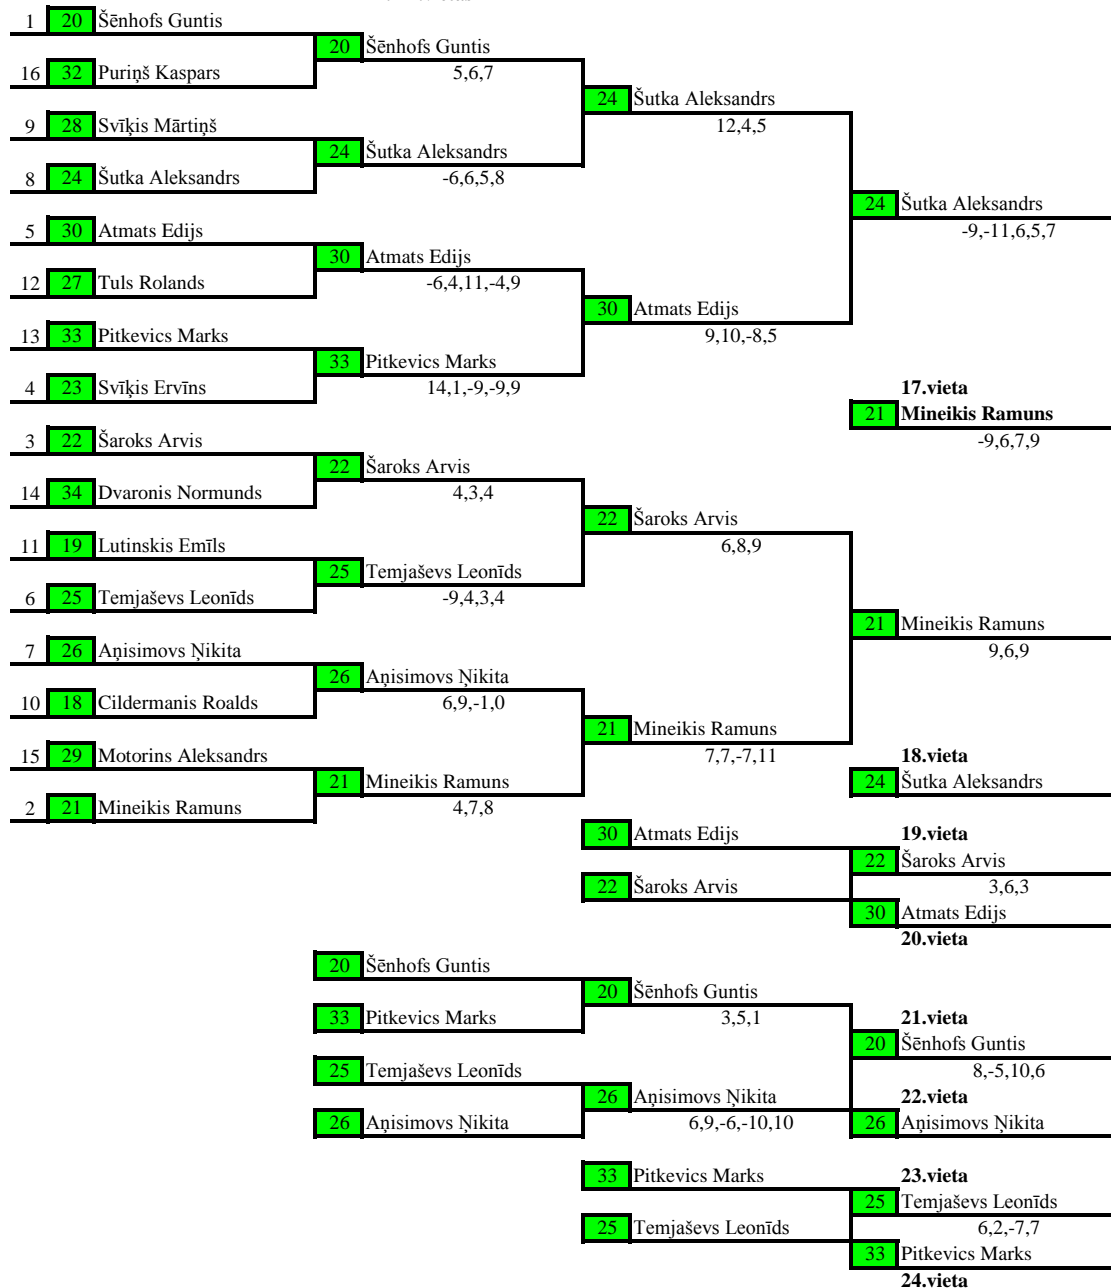 1 20 Šēnhofs Guntis
20 Šēnhofs Guntis
16 32 Puriņš Kaspars 5,6,7
24 Šutka Aleksandrs
9 28 Svīķis Mārtiņš 12,4,5
24 Šutka Aleksandrs
8 24 Šutka Aleksandrs -6,6,5,8
24 Šutka Aleksandrs
5 30 Atmats Edijs -9,-11,6,5,7
30 Atmats Edijs
12 27 Tuls Rolands -6,4,11,-4,9
30 Atmats Edijs
13 33 Pitkevics Marks 9,10,-8,5
33 Pitkevics Marks
4 23 Svīķis Ervīns 14,1,-9,-9,9 17.vieta
21 Mineikis Ramuns
3 22 Šaroks Arvis -9,6,7,9
22 Šaroks Arvis
14 34 Dvaronis Normunds 4,3,4
22 Šaroks Arvis
11 19 Lutinskis Emīls 6,8,9
25 Temjaševs Leonīds
6 25 Temjaševs Leonīds -9,4,3,4
21 Mineikis Ramuns
7 26 Aņisimovs Ņikita 9,6,9
26 Aņisimovs Ņikita
10 18 Cildermanis Roalds 6,9,-1,0
21 Mineikis Ramuns
15 29 Motorins Aleksandrs 7,7,-7,11 18.vieta
21 Mineikis Ramuns 24 Šutka Aleksandrs
2 21 Mineikis Ramuns 4,7,8
30 Atmats Edijs 19.vieta
22 Šaroks Arvis
22 Šaroks Arvis 3,6,3
30 Atmats Edijs
20.vieta
20 Šēnhofs Guntis
20 Šēnhofs Guntis
33 Pitkevics Marks 3,5,1 21.vieta
20 Šēnhofs Guntis
25 Temjaševs Leonīds 8,-5,10,6
26 Aņisimovs Ņikita 22.vieta
26 Aņisimovs Ņikita 6,9,-6,-10,10 26 Aņisimovs Ņikita
33 Pitkevics Marks 23.vieta
25 Temjaševs Leonīds
25 Temjaševs Leonīds 6,2,-7,7
33 Pitkevics Marks
24.vieta